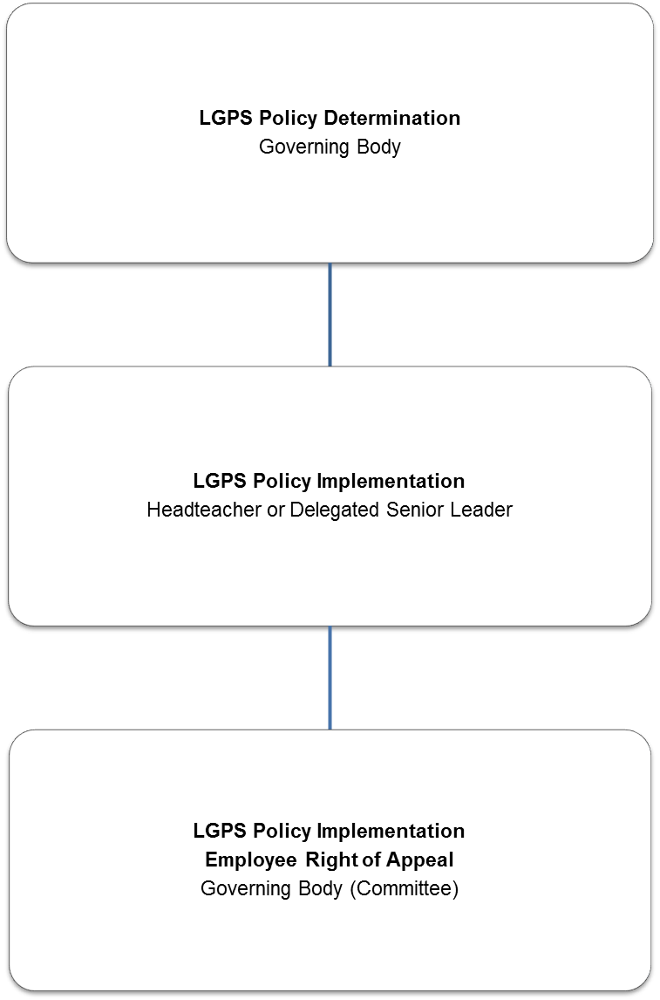 LGPS Policy Determination
Governing Body
LGPS Policy Implementation
Headteacher or Delegated Senior Leader
LGPS Policy Implementation
Employee Right of Appeal
Governing Body (Committee)